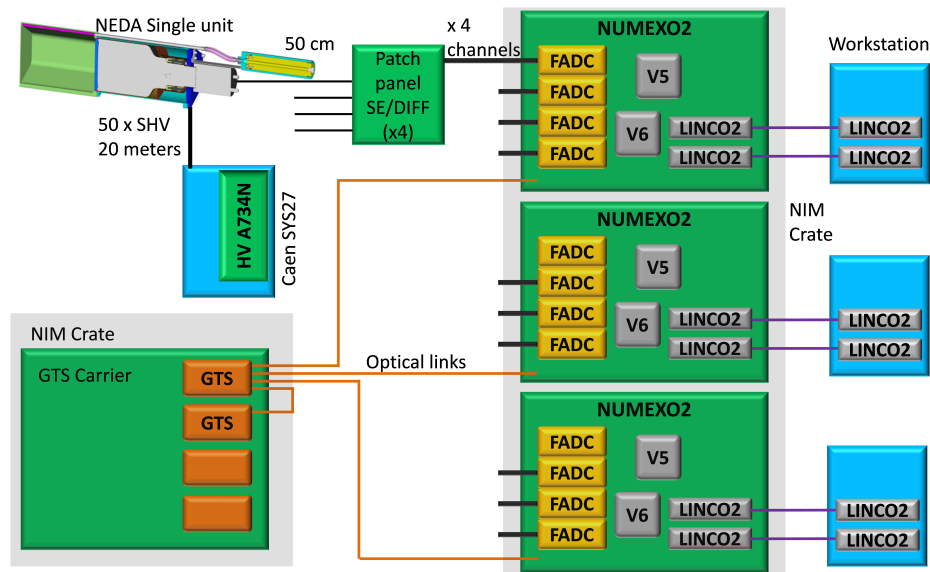 NEDA Single unit
50 cm
x 4
channels
Patch
panel
SE/DIFF
(x4)
50 x SHV
20 meters
HV A734N
Caen SYS27
NUMEXO2
FADC
FADC
FADC
FADC
V5
V6
LINCO2
LINCO2
Workstation
LINCO2
LINCO2
NIM
Crate
NUMEXO2
FADC
FADC
FADC
FADC
V5
V6
LINCO2
LINCO2
LINCO2
LINCO2
NIM Crate
GTS Carrier
GTS
GTS
Optical links
NUMEXO2
FADC
FADC
FADC
FADC
V5
V6
LINCO2
LINCO2
LINCO2
LINCO2